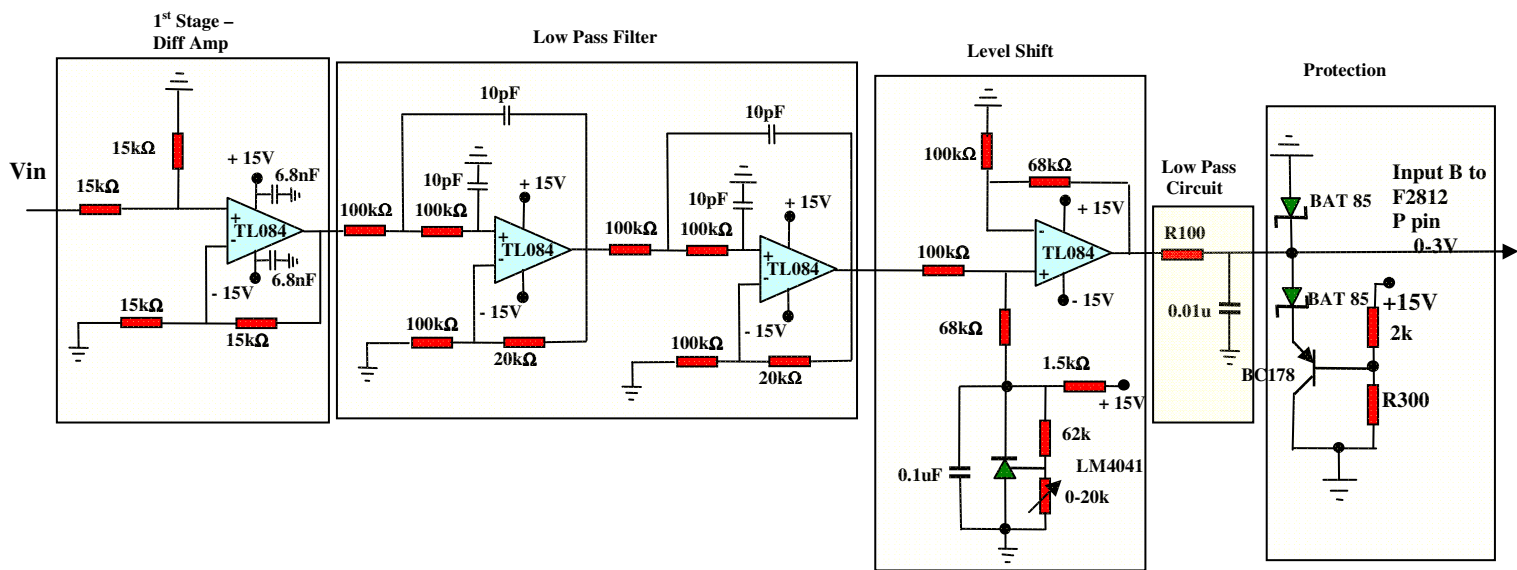 1st Stage –
Diff Amp
Vin
15kΩ
15kΩ
+ 15V
6.8nF
+
-
TL084
6.8nF
- 15V
15kΩ
15kΩ
Low Pass Filter
10pF
10pF
+ 15V
100kΩ
100kΩ
+
-
TL084
- 15V
100kΩ
20kΩ
10pF
10pF
+ 15V
100kΩ
100kΩ
+
-
TL084
- 15V
100kΩ
20kΩ
Level Shift
100kΩ
68kΩ
+ 15V
-
TL084
+
100kΩ
- 15V
68kΩ
1.5kΩ
+ 15V
62k
LM4041
0.1uF
0-20k
Low Pass
Circuit
R100
0.01u
Protection
BAT 85
Input B to
F2812
P pin
0-3V
BAT 85
+15V
2k
BC178
R300